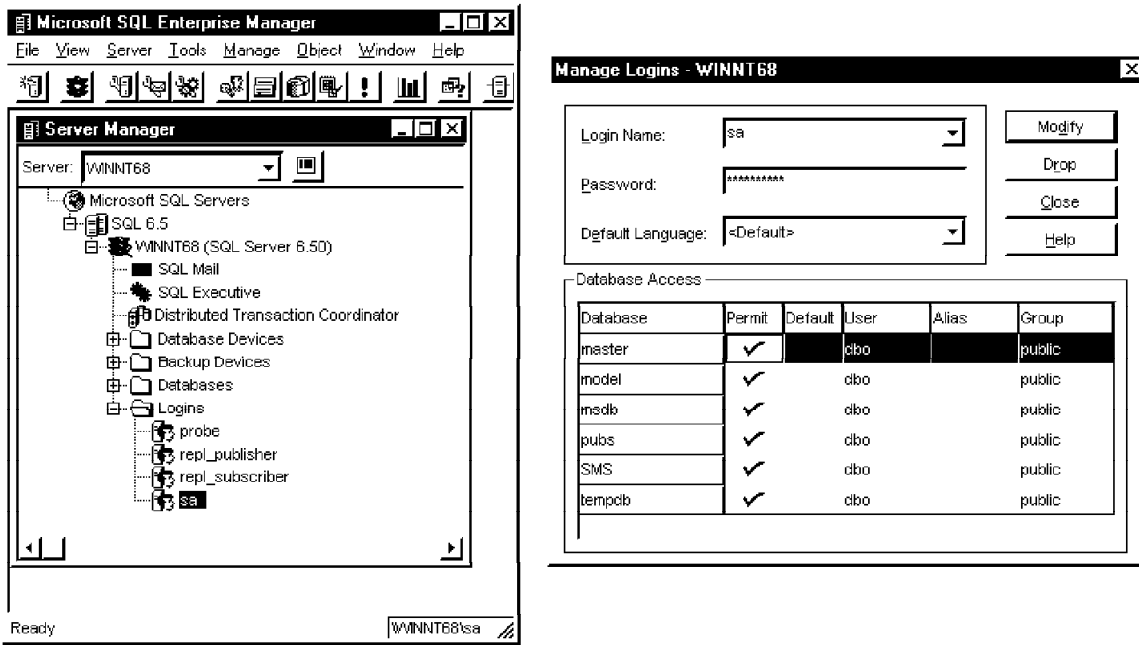 Microsoft SQL Enterprise Manager
File View Server Tools Manage Object Window Help
Server Manager
Server: WINNT68
Microsoft SQL Servers
SQL 6.5
WINNT68 (SQL Server 6.50)
SQL Mail
SQL Executive
Distributed Transaction Coordinator
Database Devices
Backup Devices
Databases
Logins
probe
repl_publisher
repl_subscriber
sa
Ready WINNT68\sa
Manage Logins - WINNT68
Login Name: sa
Password: **********
Default Language: <Default>
Modify
Drop
Close
Help
Database Access
Database Permit Default User Alias Group
master dbo public
model dbo public
msdb dbo public
pubs dbo public
SMS dbo public
tempdb dbo public